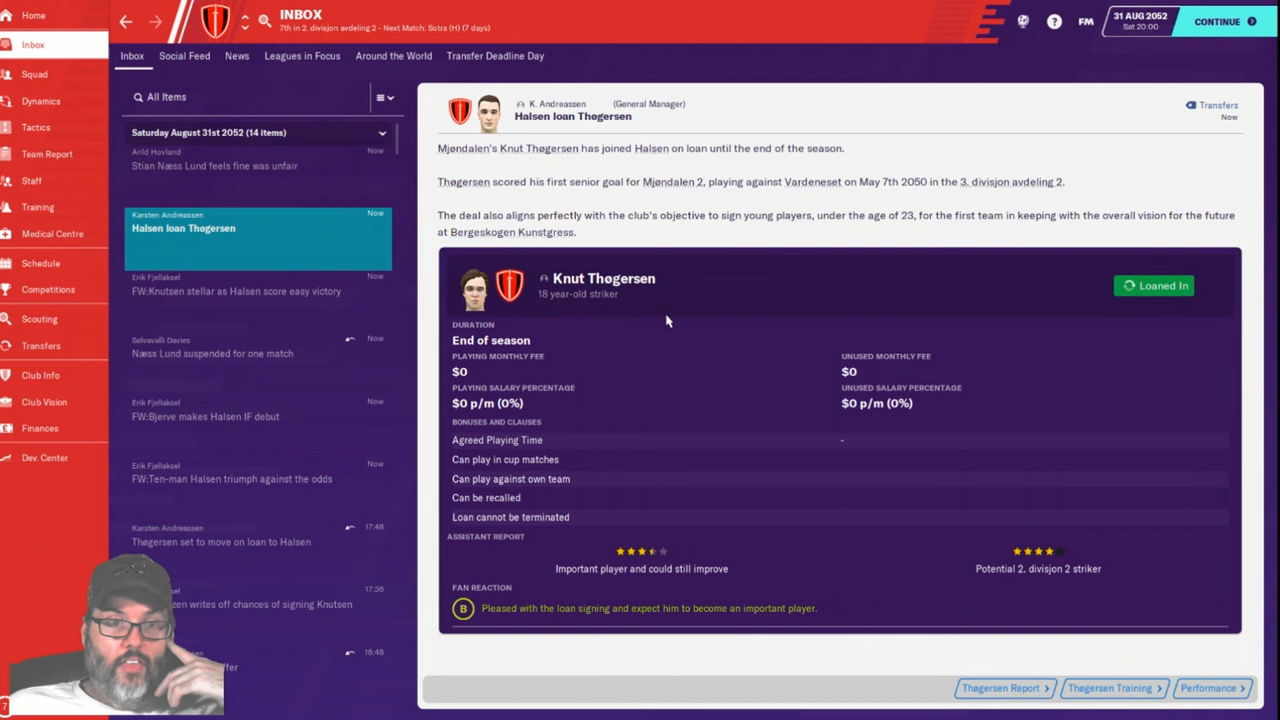 Home
INBOX
7th in 2. divisjon avdeling 2 - Next Match: Sotra (H) (7 days)
FM
31 AUG 2052
Sat 20:00
CONTINUE
Inbox
Squad
Dynamics
Tactics
Team Report
Staff
Training
Medical Centre
Schedule
Competitions
Scouting
Transfers
Club Info
Club Vision
Finances
Dev. Center
7
Inbox
Social Feed
News
Leagues in Focus
Around the World
Transfer Deadline Day
All Items
Saturday August 31st 2052 (14 items)
Arild Hovland
Now
Stian Næss Lund feels fine was unfair
Karsten Andreassen
Now
Halsen loan Thøgersen
Erik Fjellaksel
Now
FW:Knutsen stellar as Halsen score easy victory
Selvavalli Davies
Now
Næss Lund suspended for one match
Erik Fjellaksel
Now
FW:Bjerve makes Halsen IF debut
Erik Fjellaksel
Now
FW:Ten-man Halsen triumph against the odds
Karsten Andreassen
17:48
Thøgersen set to move on loan to Halsen
17:36
writes off chances of signing Knutsen
16:48
K. Andreassen (General Manager)
Halsen loan Thøgersen
Transfers
Now
Mjøndalen's Knut Thøgersen has joined Halsen on loan until the end of the season.
Thøgersen scored his first senior goal for Mjøndalen 2, playing against Vardeneset on May 7th 2050 in the 3. divisjon avdeling 2.
The deal also aligns perfectly with the club's objective to sign young players, under the age of 23, for the first team in keeping with the overall vision for the future
at Bergeskogen Kunstgress.
Knut Thøgersen
18 year-old striker
Loaned In
DURATION
End of season
PLAYING MONTHLY FEE
UNUSED MONTHLY FEE
$0
$0
PLAYING SALARY PERCENTAGE
UNUSED SALARY PERCENTAGE
$0 p/m (0%)
$0 p/m (0%)
BONUSES AND CLAUSES
Agreed Playing Time
-
Can play in cup matches
Can play against own team
Can be recalled
Loan cannot be terminated
ASSISTANT REPORT
Important player and could still improve
Potential 2. divisjon 2 striker
FAN REACTION
B
Pleased with the loan signing and expect him to become an important player.
Thøgersen Report
Thøgersen Training
Performance